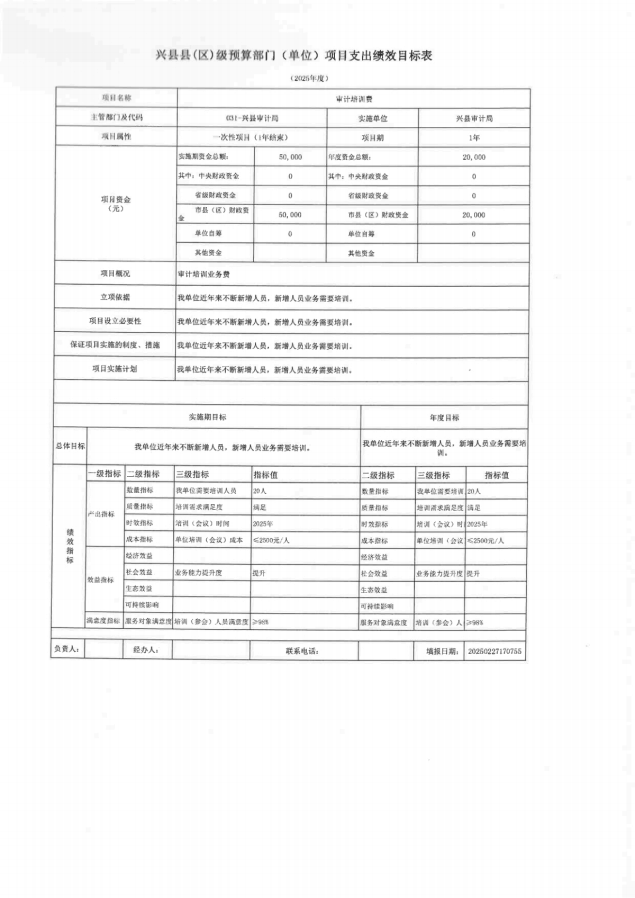 兴县县(区)级预算部门(单位)项目支出绩效目标表
(2025年度)
项目名称 审计培训费
主管部门及代码 031-兴县审计局 实施单位 兴县审计局
项目属性 一次性项目(1年结束) 项目期 1年
项目资金(元)
实施期资金总额: 50,000 年度资金总额: 20,000
其中:中央财政资金 0 其中:中央财政资金 0
省级财政资金 0 省级财政资金 0
市县(区)财政资金 50,000 市县(区)财政资金 20,000
单位自筹 0 单位自筹 0
其他资金 其他资金
项目概况 审计培训业务费
立项依据 我单位近年来不断新增人员,新增人员业务需要培训。
项目设立必要性 我单位近年来不断新增人员,新增人员业务需要培训。
保证项目实施的制度、措施 我单位近年来不断新增人员,新增人员业务需要培训。
项目实施计划 我单位近年来不断新增人员,新增人员业务需要培训。
实施期目标 年度目标
总体目标 我单位近年来不断新增人员,新增人员业务需要培训。 我单位近年来不断新增人员,新增人员业务需要培训。
绩效指标
一级指标 二级指标 三级指标 指标值 二级指标 三级指标 指标值
产出指标
数量指标 我单位需要培训人员 20人 数量指标 我单位需要培训 20人
质量指标 培训需求满足度 满足 质量指标 培训需求满足度 满足
时效指标 培训(会议)时间 2025年 时效指标 培训(会议)时 2025年
成本指标 单位培训(会议)成本 ≤2500元/人 成本指标 单位培训(会议 ≤2500元/人
效益指标
经济效益 经济效益
社会效益 业务能力提升度 提升 社会效益 业务能力提升度 提升
生态效益 生态效益
可持续影响 可持续影响
满意度指标 服务对象满意度 培训(参会)人员满意度 ≥98% 服务对象满意度 培训(参会)人 ≥98%
负责人: 经办人: 联系电话: 填报日期: 20250227170755